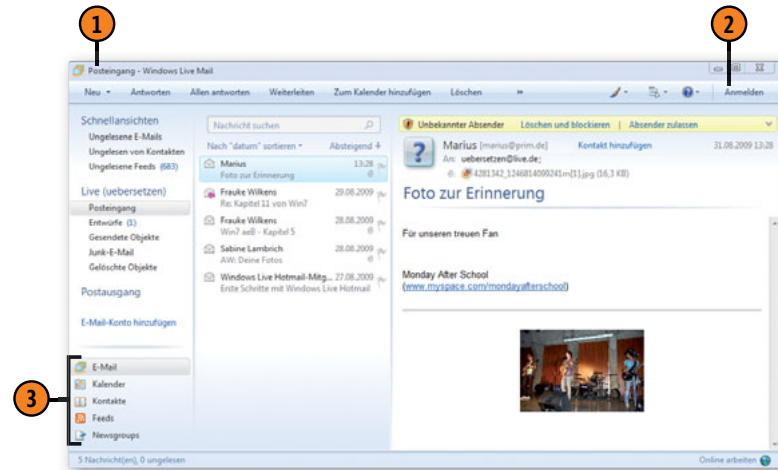 1
2
Posteingang - Windows Live Mail
Neu Antworten Allen antworten Weiterleiten Zum Kalender hinzufügen Löschen » Anmelden
Schnellansichten
Ungelesene E-Mails
Ungelesen von Kontakten
Ungelesene Feeds (683)
Live (uebersetzen)
Posteingang
Entwürfe (1)
Gesendete Objekte
Junk-E-Mail
Gelöschte Objekte
Postausgang
E-Mail-Konto hinzufügen
3
E-Mail
Kalender
Kontakte
Feeds
Newsgroups
Nachricht suchen
Nach "datum" sortieren Absteigend
Marius 13:28
Foto zur Erinnerung
Frauke Wilkens 29.08.2009
Re: Kapitel 11 von Win7
Frauke Wilkens 28.08.2009
Win7 aeB - Kapitel 5
Sabine Lambrich 28.08.2009
AW: Deine Fotos
Windows Live Hotmail-Mitg... 27.08.2009
Erste Schritte mit Windows Live Hotmail
Unbekannter Absender Löschen und blockieren | Absender zulassen
Marius [marius@prim.de] Kontakt hinzufügen 31.08.2009 13:28
An: uebersetzen@live.de;
4281342_1246814000241m[1].jpg (16,3 KB)
Foto zur Erinnerung
Für unseren treuen Fan
Monday After School
(www.myspace.com/mondayafterschool)
5 Nachricht(en), 0 ungelesen
Online arbeiten